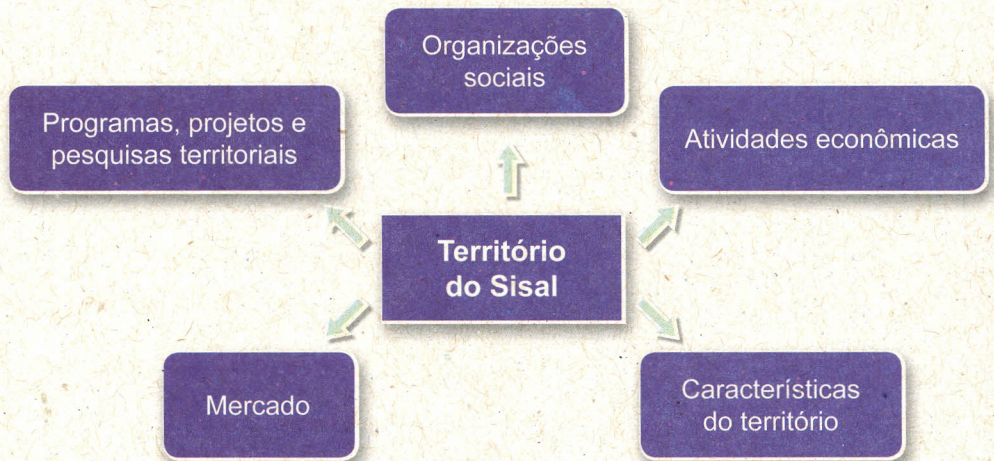 Organizações
sociais
Programas, projetos e
pesquisas territoriais
Atividades econômicas
Território
do Sisal
Mercado
Características
do território